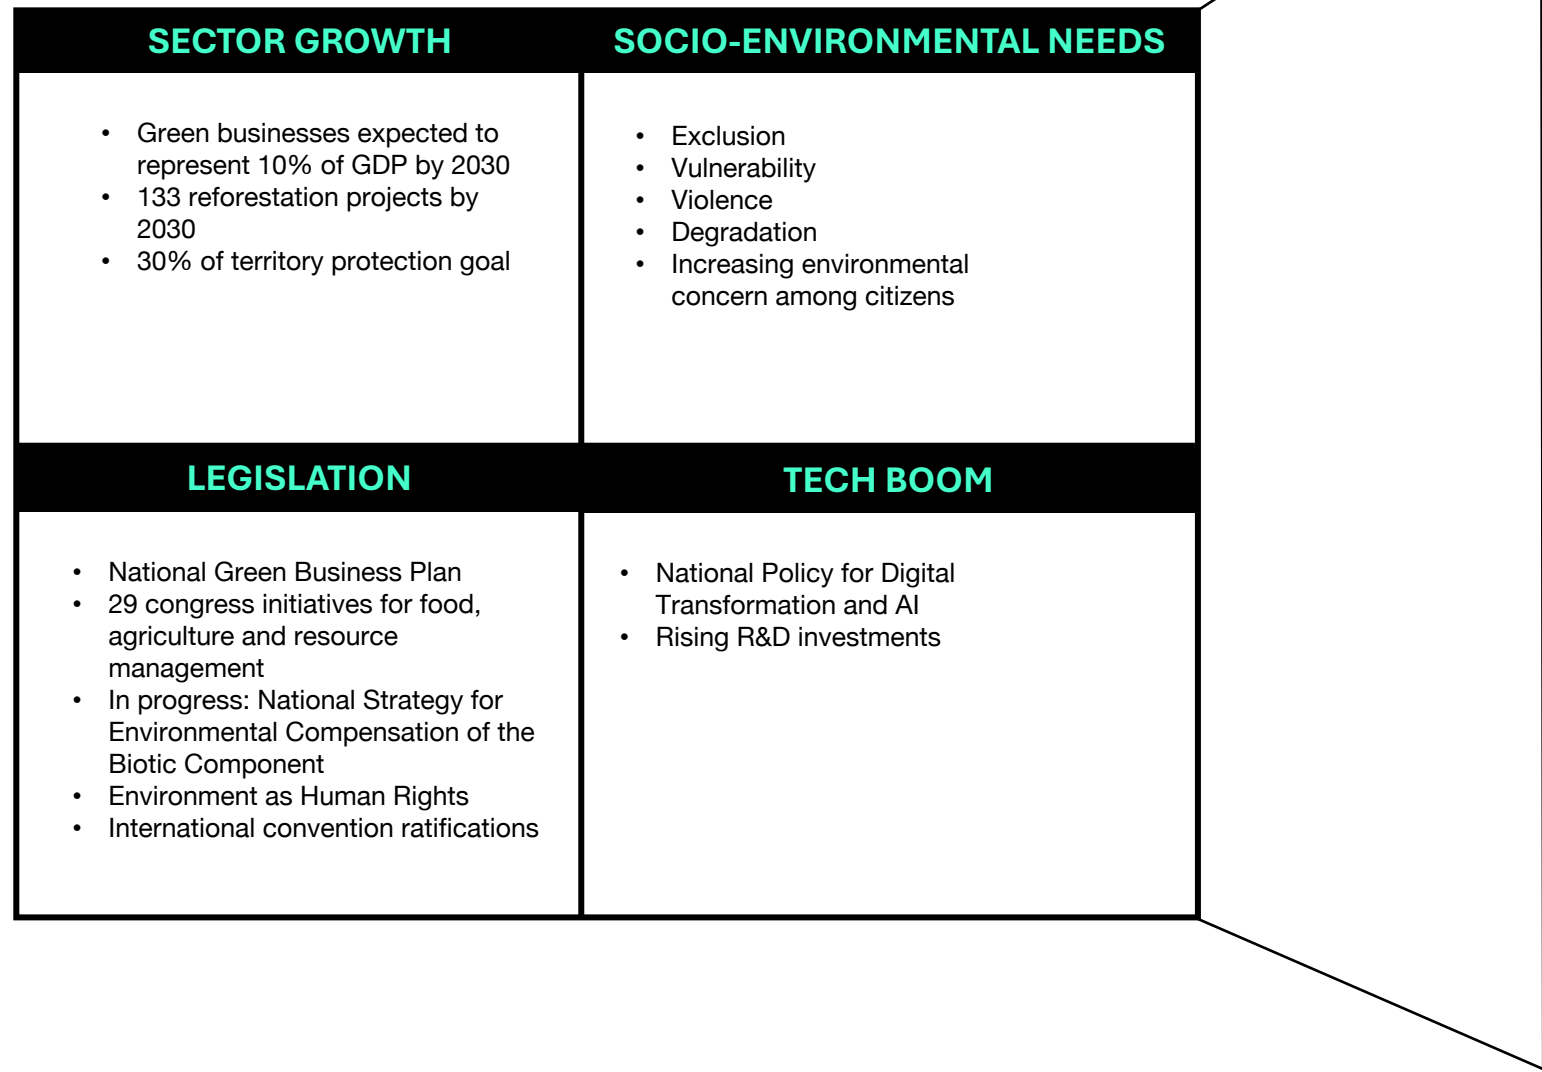 SECTOR GROWTH
• Green businesses expected to
represent 10% of GDP by 2030
• 133 reforestation projects by
2030
• 30% of territory protection goal
SOCIO-ENVIRONMENTAL NEEDS
• Exclusion
• Vulnerability
• Violence
• Degradation
• Increasing environmental
concern among citizens
LEGISLATION
• National Green Business Plan
• 29 congress initiatives for food,
agriculture and resource
management
• In progress: National Strategy for
Environmental Compensation of the
Biotic Component
• Environment as Human Rights
• International convention ratifications
TECH BOOM
• National Policy for Digital
Transformation and AI
• Rising R&D investments